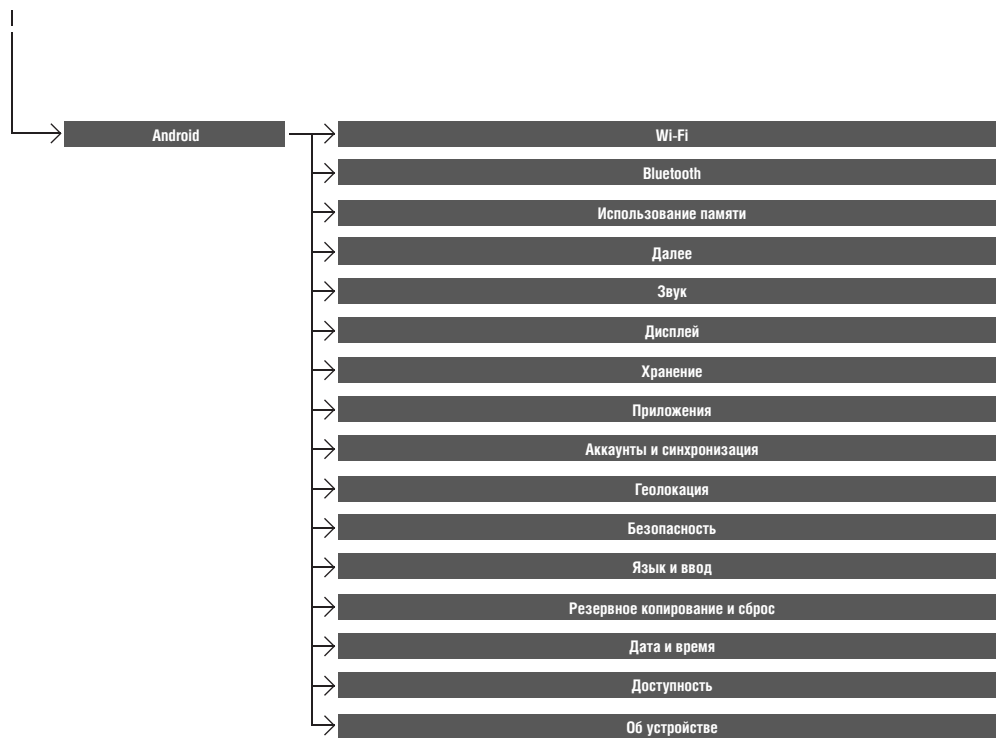 Android
Wi-Fi
Bluetooth
Использование памяти
Далее
Звук
Дисплей
Хранение
Приложения
Аккаунты и синхронизация
Геолокация
Безопасность
Язык и ввод
Резервное копирование и сброс
Дата и время
Доступность
Об устройстве